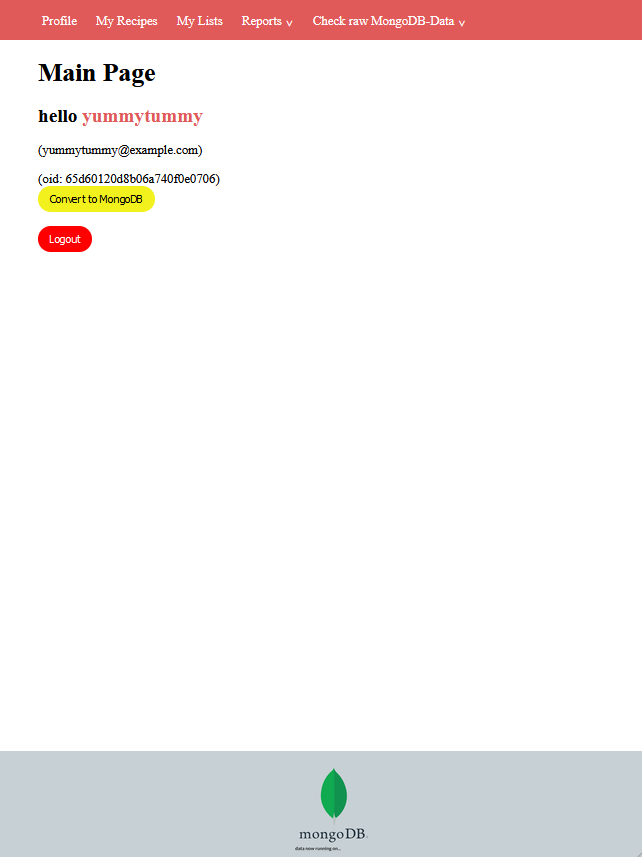 Profile My Recipes My Lists Reports ˅ Check raw MongoDB-Data ˅
Main Page
hello yummytummy
(yummytummy@example.com)
(oid: 65d60120d8b06a740f0e0706)
Convert to MongoDB
Logout
mongoDB.
data now running on...